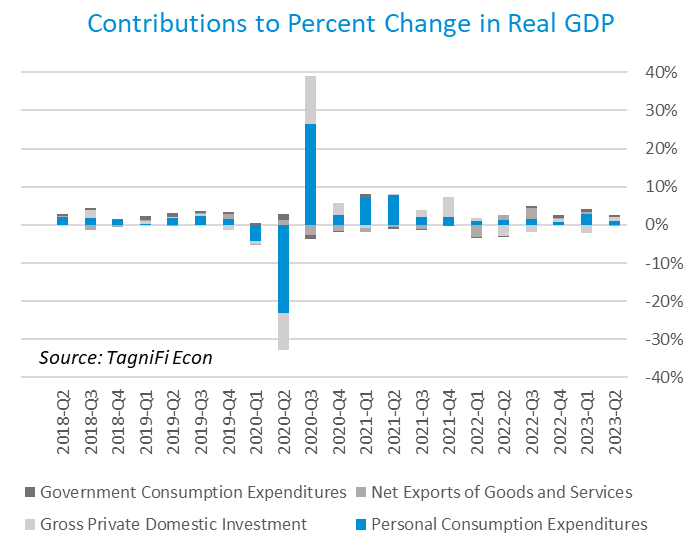 Contributions to Percent Change in Real GDP
40%
30%
20%
10%
0%
-10%
-20%
-30%
-40%
Source: TagniFi Econ
2018-Q2
2018-Q3
2018-Q4
2019-Q1
2019-Q2
2019-Q3
2019-Q4
2020-Q1
2020-Q2
2020-Q3
2020-Q4
2021-Q1
2021-Q2
2021-Q3
2021-Q4
2022-Q1
2022-Q2
2022-Q3
2022-Q4
2023-Q1
2023-Q2
Government Consumption Expenditures
Net Exports of Goods and Services
Gross Private Domestic Investment
Personal Consumption Expenditures